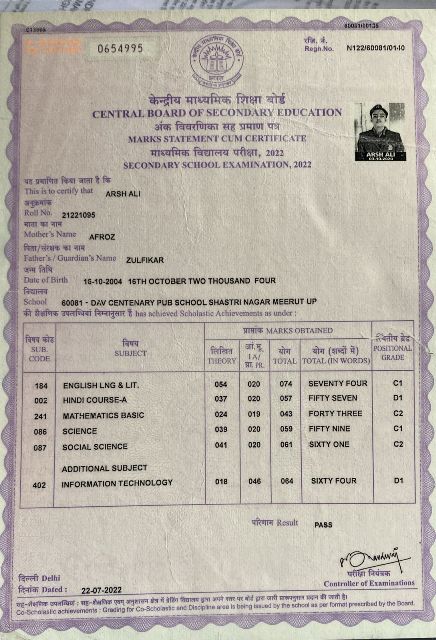 60081/00135
0654995
रजि. क्रं.
Regn.No. N122/60081/01-I0
केन्द्रीय माध्यमिक शिक्षा बोर्ड
CENTRAL BOARD OF SECONDARY EDUCATION
अंक विवरणिका सह प्रमाण पत्र
MARKS STATEMENT CUM CERTIFICATE
माध्यमिक विद्यालय परीक्षा, 2022
SECONDARY SCHOOL EXAMINATION, 2022
ARSH ALI
03-10-2020
यह प्रमाणित किया जाता है कि
This is to certify that ARSH ALI
अनुक्रमांक
Roll No. 21221095
माता का नाम
Mother's Name AFROZ
पिता/संरक्षक का नाम
Father's / Guardian's Name ZULFIKAR
जन्म तिथि
Date of Birth 16-10-2004 16TH OCTOBER TWO THOUSAND FOUR
विद्यालय
School 60081 - DAV CENTENARY PUB SCHOOL SHASTRI NAGAR MEERUT UP
की शैक्षणिक उपलब्धियां निम्नानुसार हैं has achieved Scholastic Achievements as under :
विषय कोड SUB. CODE
विषय SUBJECT
प्राप्तांक MARKS OBTAINED
लिखित THEORY
आं.मू./ IA/ प्रा. PR.
योग TOTAL
योग (शब्दों में) TOTAL (IN WORDS)
स्थितीय ग्रेड POSITIONAL GRADE
184 ENGLISH LNG & LIT. 054 020 074 SEVENTY FOUR C1
002 HINDI COURSE-A 037 020 057 FIFTY SEVEN D1
241 MATHEMATICS BASIC 024 019 043 FORTY THREE C2
086 SCIENCE 039 020 059 FIFTY NINE C1
087 SOCIAL SCIENCE 041 020 061 SIXTY ONE C2
ADDITIONAL SUBJECT
402 INFORMATION TECHNOLOGY 018 046 064 SIXTY FOUR D1
परिणाम Result PASS
दिल्ली Delhi
दिनांक Dated : 22-07-2022
परीक्षा नियंत्रक
Controller of Examinations
Co-Scholastic achievements : Grading for Co-Scholastic and Discipline area is being issued by the school as per format prescribed by the Board.